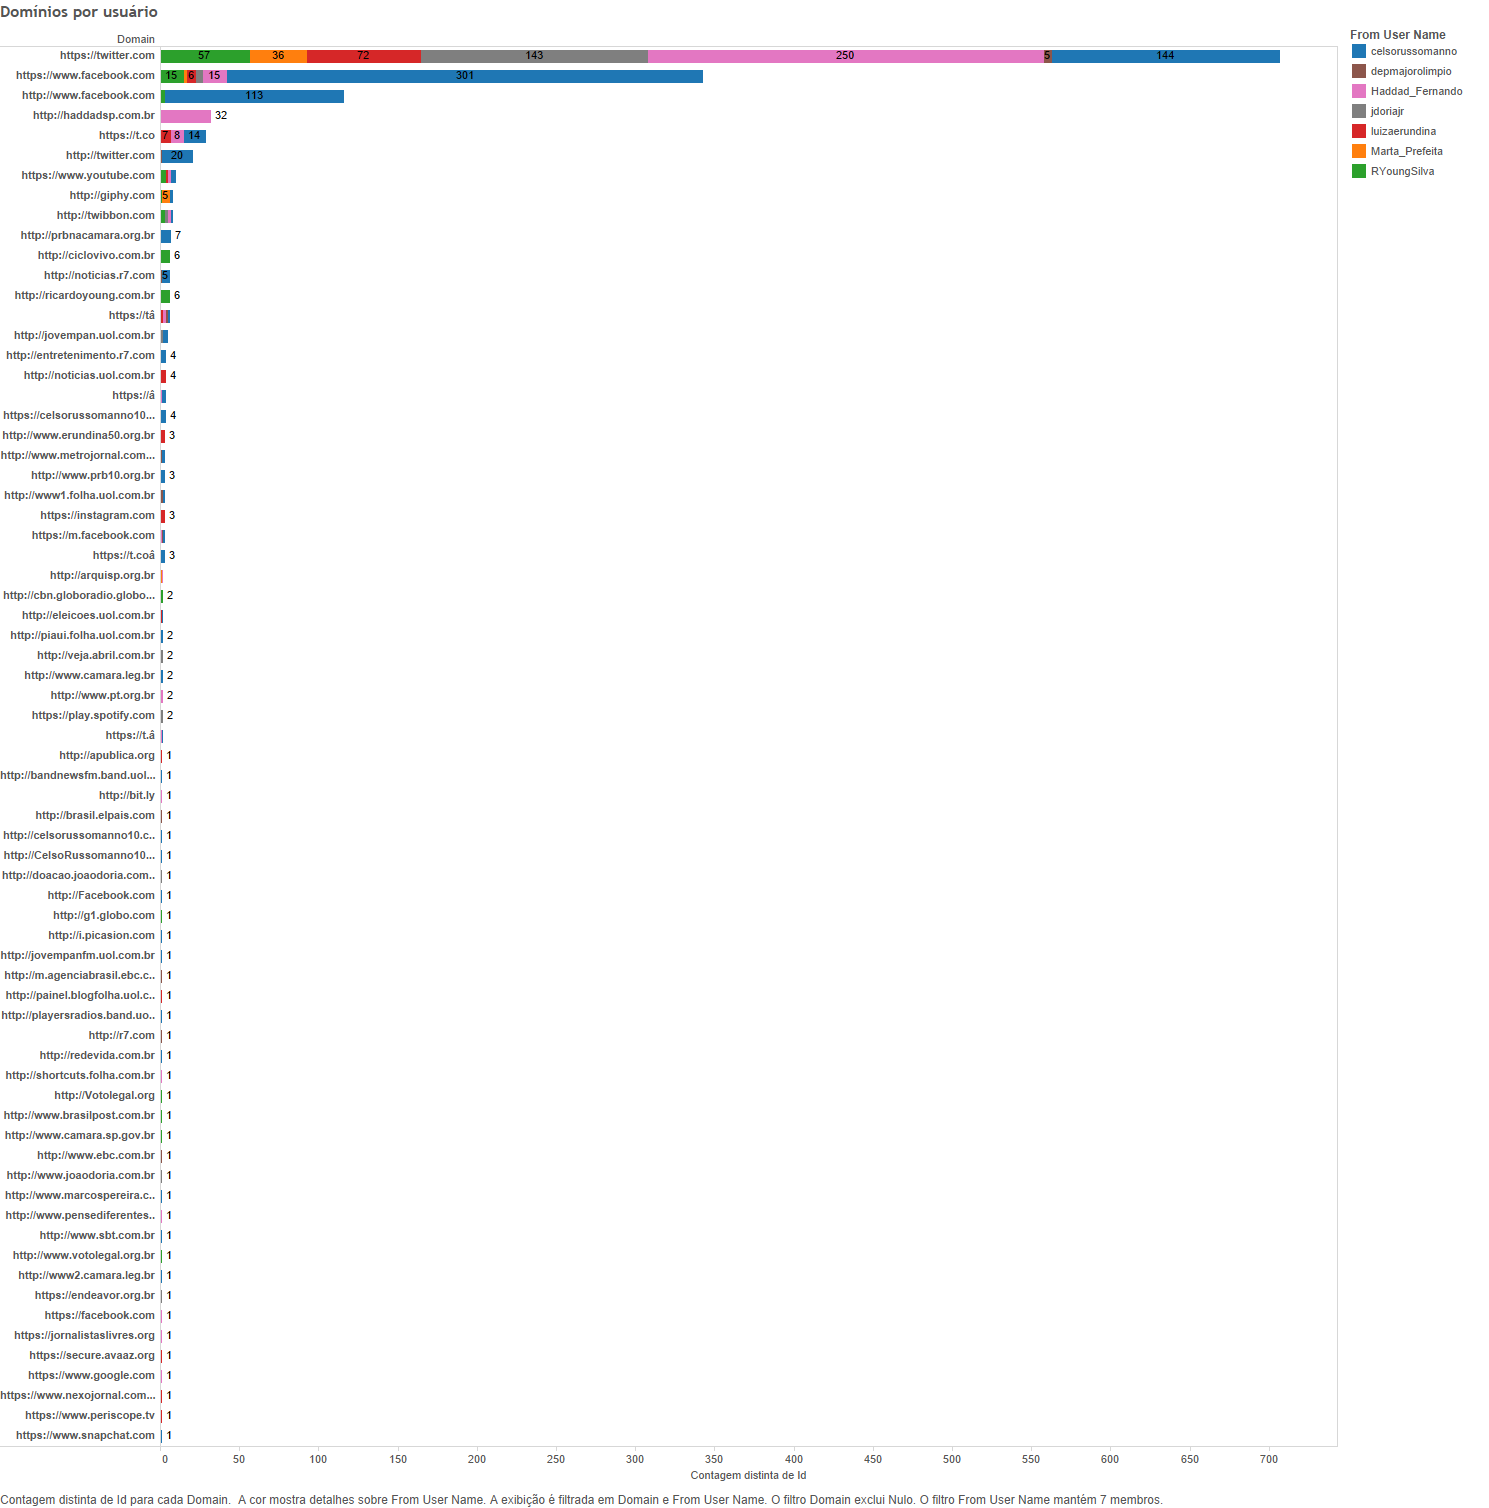 Domínios por usuário
Domain
https://twitter.com 57 36 72 143 250 5 144
https://www.facebook.com 15 6 15 301
http://www.facebook.com 113
http://haddadsp.com.br 32
https://t.co 7 8 14
http://twitter.com 20
https://www.youtube.com
http://giphy.com 5
http://twibbon.com
http://prbnacamara.org.br 7
http://ciclovivo.com.br 6
http://noticias.r7.com 5
http://ricardoyoung.com.br 6
https://tâ
http://jovempan.uol.com.br
http://entretenimento.r7.com 4
http://noticias.uol.com.br 4
https://â
https://celsorussomanno10... 4
http://www.erundina50.org.br 3
http://www.metrojornal.com...
http://www.prb10.org.br 3
http://www1.folha.uol.com.br
https://instagram.com 3
https://m.facebook.com
https://t.coâ 3
http://arquisp.org.br
http://cbn.globoradio.globo... 2
http://eleicoes.uol.com.br
http://piaui.folha.uol.com.br 2
http://veja.abril.com.br 2
http://www.camara.leg.br 2
http://www.pt.org.br 2
https://play.spotify.com 2
https://t.â
http://apublica.org 1
http://bandnewsfm.band.uol... 1
http://bit.ly 1
http://brasil.elpais.com 1
http://celsorussomanno10.c.. 1
http://CelsoRussomanno10... 1
http://doacao.joaodoria.com.. 1
http://Facebook.com 1
http://g1.globo.com 1
http://i.picasion.com 1
http://jovempanfm.uol.com.br 1
http://m.agenciabrasil.ebc.c.. 1
http://painel.blogfolha.uol.c.. 1
http://playersradios.band.uo.. 1
http://r7.com 1
http://redevida.com.br 1
http://shortcuts.folha.com.br 1
http://Votolegal.org 1
http://www.brasilpost.com.br 1
http://www.camara.sp.gov.br 1
http://www.ebc.com.br 1
http://www.joaodoria.com.br 1
http://www.marcospereira.c.. 1
http://www.pensediferentes.. 1
http://www.sbt.com.br 1
http://www.votolegal.org.br 1
http://www2.camara.leg.br 1
https://endeavor.org.br 1
https://facebook.com 1
https://jornalistaslivres.org 1
https://secure.avaaz.org 1
https://www.google.com 1
https://www.nexojornal.com... 1
https://www.periscope.tv 1
https://www.snapchat.com 1
0 50 100 150 200 250 300 350 400 450 500 550 600 650 700
Contagem distinta de Id
From User Name
celsorussomanno
depmajorolimpio
Haddad_Fernando
jdoriajr
luizaerundina
Marta_Prefeita
RYoungSilva
Contagem distinta de Id para cada Domain.  A cor mostra detalhes sobre From User Name. A exibição é filtrada em Domain e From User Name. O filtro Domain exclui Nulo. O filtro From User Name mantém 7 membros.